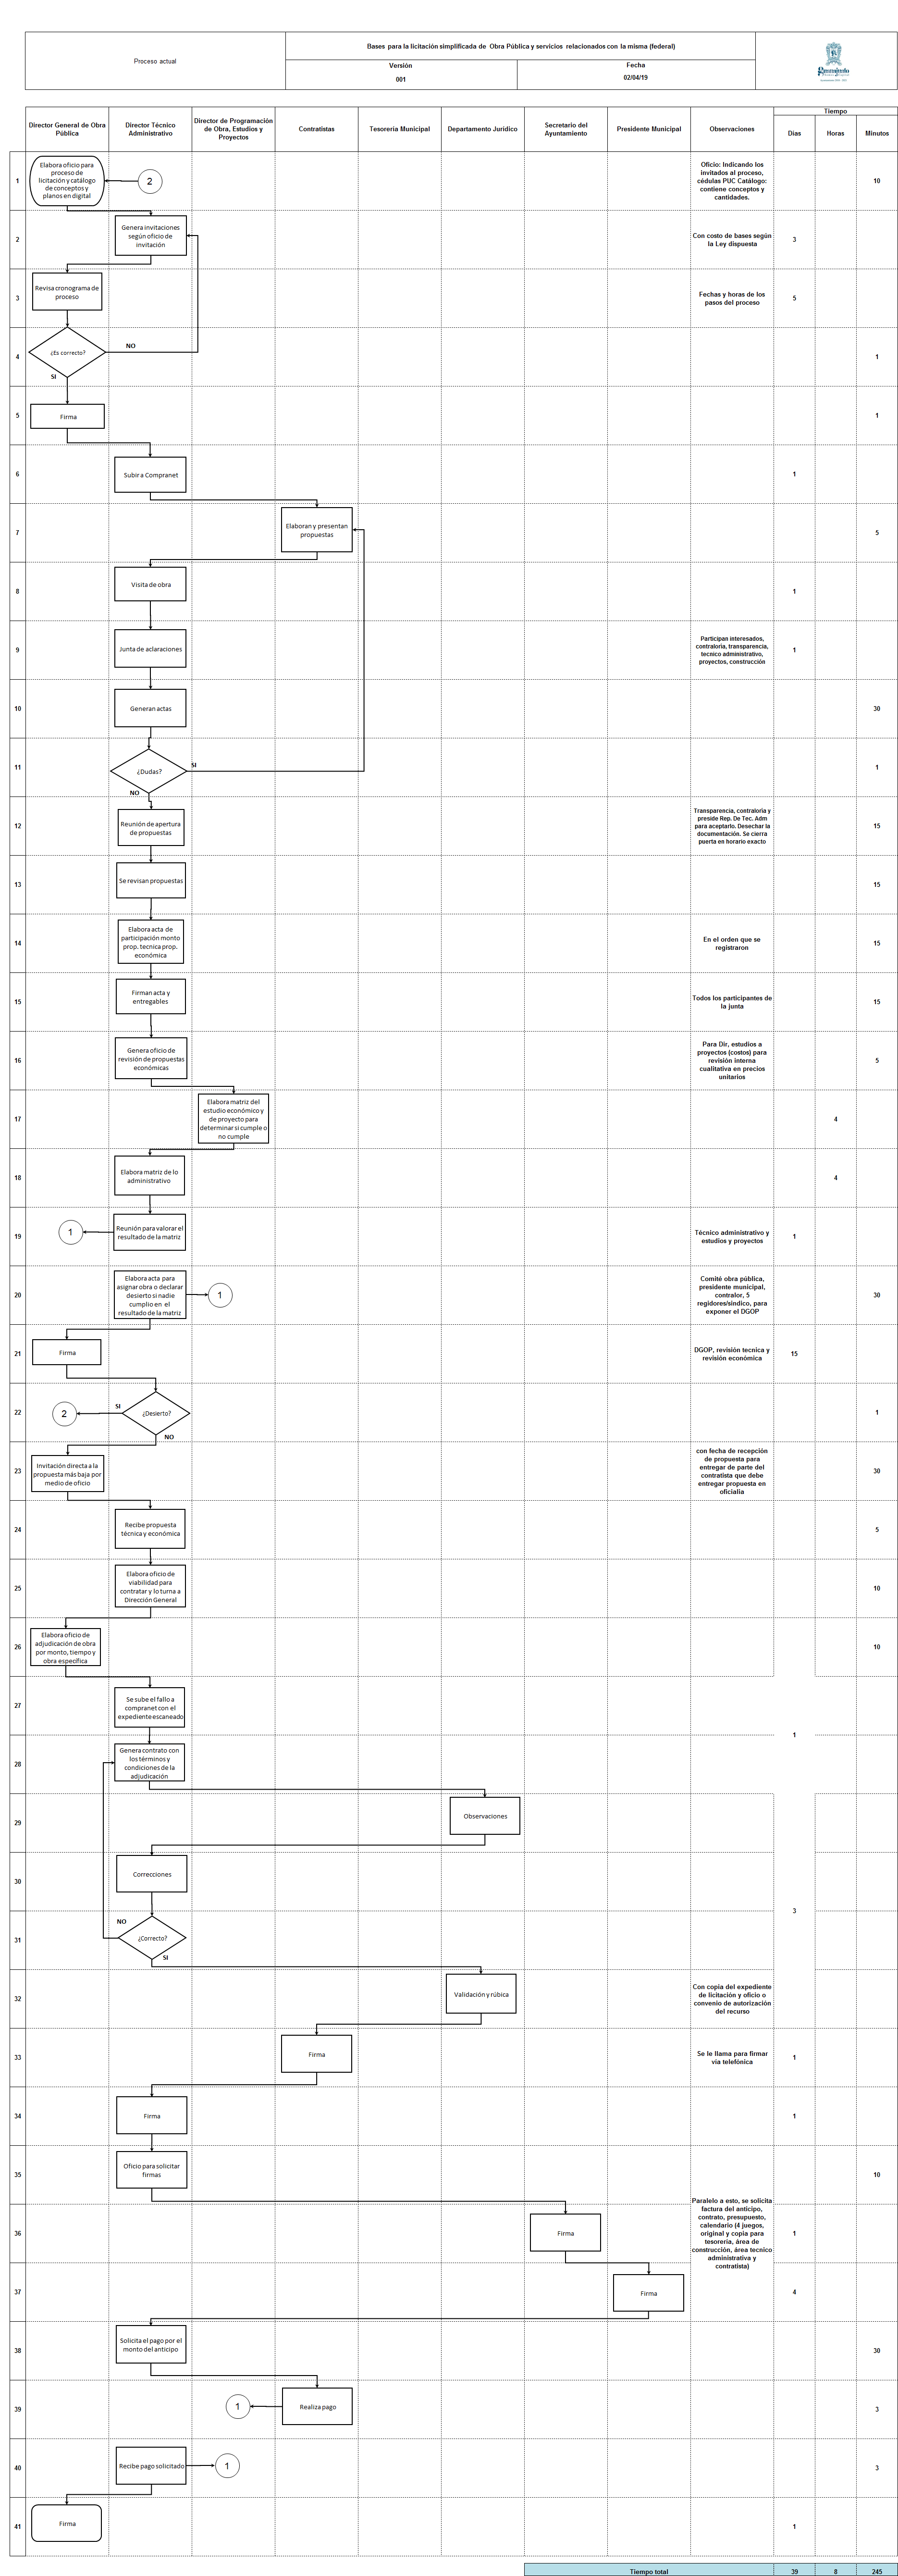 Proceso actual
Bases para la licitación simplificada de Obra Pública y servicios relacionados con la misma (federal)
Versión
001
Fecha
02/04/19
Director General de Obra
Pública
Director Técnico
Administrativo
Director de Programación
de Obra, Estudios y
Proyectos
Contratistas
Tesorería Municipal
Departamento Jurídico
Secretario del
Ayuntamiento
Presidente Municipal
Observaciones
Tiempo
Días
Horas
Minutos
1
Elabora oficio para
proceso de
licitación y catálogo
de conceptos y
planos en digital
2
Oficio: Indicando los
invitados al proceso,
cédulas PUC Catálogo:
contiene conceptos y
cantidades.
10
2
Genera invitaciones
según oficio de
invitación
Con costo de bases según
la Ley dispuesta
3
3
Revisa cronograma de
proceso
Fechas y horas de los
pasos del proceso
5
4
¿Es correcto?
NO
SI
1
5
Firma
1
6
Subir a Compranet
1
7
Elaboran y presentan
propuestas
5
8
Visita de obra
1
9
Junta de aclaraciones
Participan interesados,
contraloría, transparencia,
tecnico administrativo,
proyectos, construcción
1
10
Generan actas
30
11
¿Dudas?
SI
NO
1
12
Reunión de apertura
de propuestas
Transparencia, contraloría y
preside Rep. De Tec. Adm
para aceptarlo. Desechar la
documentación. Se cierra
puerta en horario exacto
15
13
Se revisan propuestas
15
14
Elabora acta de
participación monto
prop. tecnica prop.
económica
En el orden que se
registraron
15
15
Firman acta y
entregables
Todos los participantes de
la junta
15
16
Genera oficio de
revisión de propuestas
económicas
Para Dir, estudios a
proyectos (costos) para
revisión interna
cualitativa en precios
unitarios
5
17
Elabora matriz del
estudio económico y
de proyecto para
determinar si cumple o
no cumple
4
18
Elabora matriz de lo
administrativo
4
19
1
Reunión para valorar el
resultado de la matriz
Técnico administrativo y
estudios y proyectos
1
20
Elabora acta para
asignar obra o declarar
desierto si nadie
cumplio en el
resultado de la matriz
1
Comité obra pública,
presidente municipal,
contralor, 5
regidores/sindico, para
exponer el DGOP
30
21
Firma
DGOP, revisión tecnica y
revisión económica
15
22
2
SI
¿Desierto?
NO
1
23
Invitación directa a la
propuesta más baja por
medio de oficio
con fecha de recepción
de propuesta para
entregar de parte del
contratista que debe
entregar propuesta en
oficialía
30
24
Recibe propuesta
técnica y económica
5
25
Elabora oficio de
viabilidad para
contratar y lo turna a
Dirección General
10
26
Elabora oficio de
adjudicación de obra
por monto, tiempo y
obra específica
10
27
Se sube el fallo a
compranet con el
expediente escaneado
1
28
Genera contrato con
los términos y
condiciones de la
adjudicación
29
Observaciones
30
Correcciones
3
31
NO
¿Correcto?
SI
32
Validación y rúbica
Con copia del expediente
de licitación y oficio o
convenio de autorización
del recurso
33
Firma
Se le llama para firmar
vía telefónica
1
34
Firma
1
35
Oficio para solicitar
firmas
10
36
Firma
Paralelo a esto, se solicita
factura del anticipo,
contrato, presupuesto,
calendario (4 juegos,
original y copia para
tesorería, área de
construcción, área tecnico
administrativa y
contratista)
1
37
Firma
4
38
Solicita el pago por el
monto del anticipo
30
39
1
Realiza pago
3
40
Recibe pago solicitado
1
3
41
Firma
1
Tiempo total
39
8
245